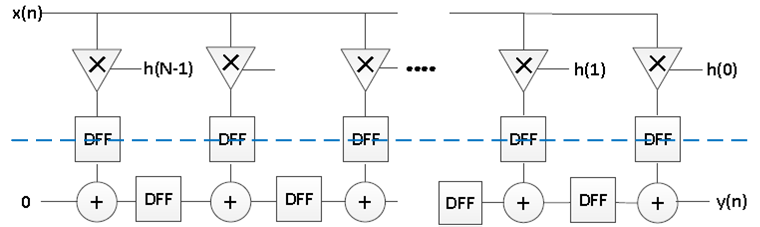 x(n)
× h(N-1) × × •••• × h(1) × h(0)
DFF DFF DFF DFF DFF
0 + DFF + DFF + DFF + DFF + y(n)